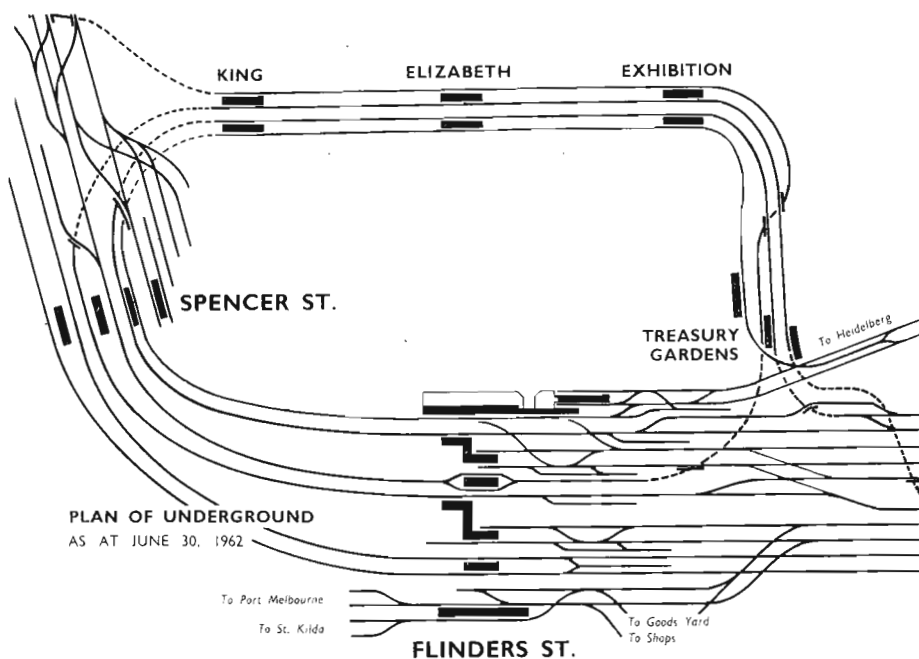 KING
ELIZABETH
EXHIBITION
SPENCER ST.
TREASURY
GARDENS
To Heidelberg
PLAN OF UNDERGROUND
AS AT JUNE 30, 1962
To Port Melbourne
To St. Kilda
To Goods Yard
To Shops
FLINDERS ST.